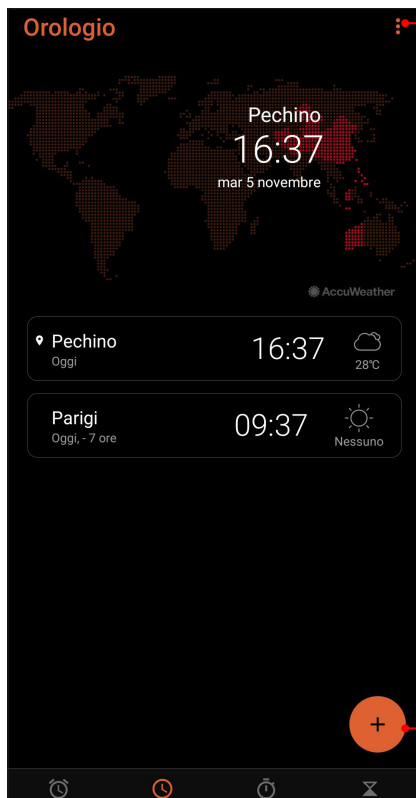 Orologio
Pechino
16:37
mar 5 novembre
AccuWeather
Pechino
Oggi
16:37
28°C
Parigi
Oggi, - 7 ore
09:37
Nessuno